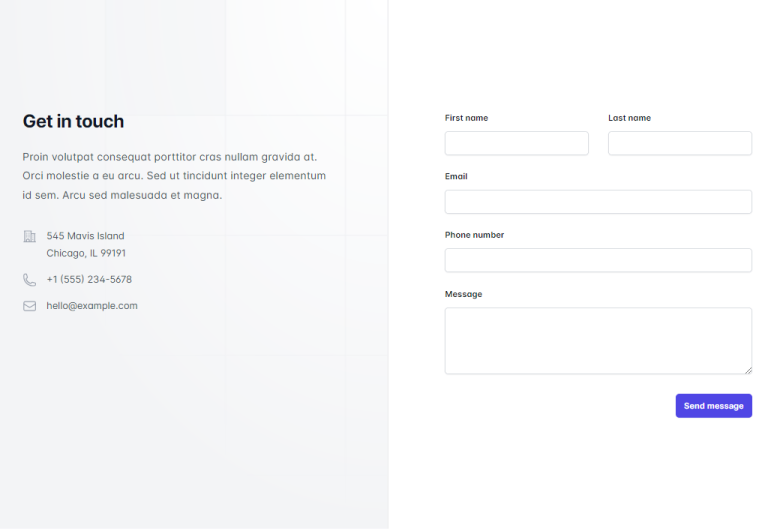 Get in touch
Proin volutpat consequat porttitor cras nullam gravida at.
Orci molestie a eu arcu. Sed ut tincidunt integer elementum
id sem. Arcu sed malesuada et magna.
545 Mavis Island
Chicago, IL 99191
+1 (555) 234-5678
hello@example.com
First name
Last name
Email
Phone number
Message
Send message